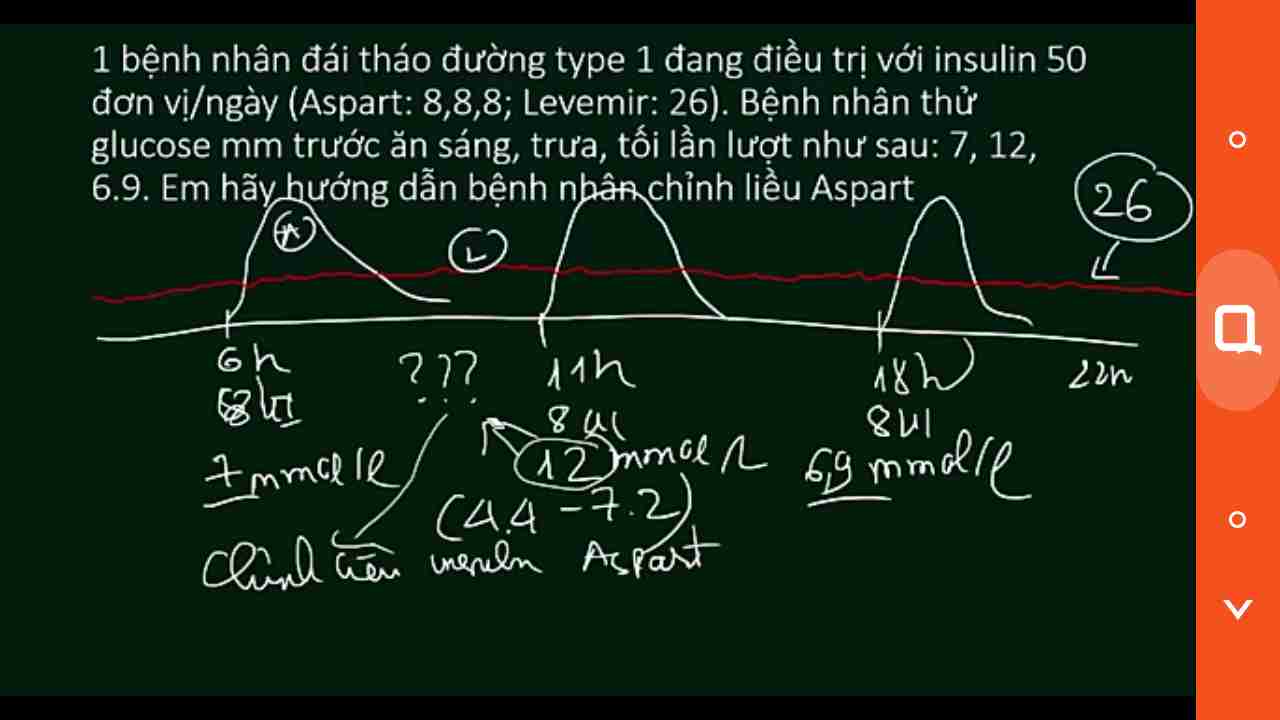 1 bệnh nhân đái tháo đường type 1 đang điều trị với insulin 50
đơn vị/ngày (Aspart: 8,8,8; Levemir: 26). Bệnh nhân thử
glucose mm trước ăn sáng, trưa, tối lần lượt như sau: 7, 12,
6.9. Em hãy hướng dẫn bệnh nhân chỉnh liều Aspart
26
A
L
6h ??? 11h 18h 22h
8UI 8UI 8UI
7 mmol/l 12 mmol/l 6,9 mmol/l
(4.4 - 7.2)
Chỉnh liều insulin Aspart